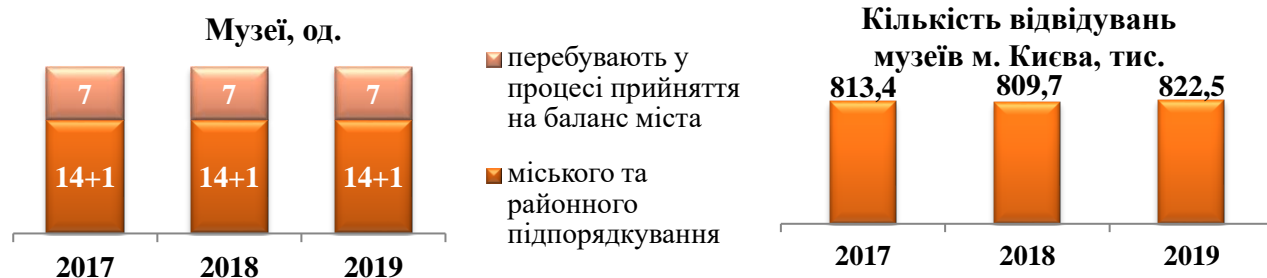 Музеї, од.
7
7
7
14+1
14+1
14+1
2017
2018
2019
перебувають у
процесі прийняття
на баланс міста
міського та
районного
підпорядкування
Кількість відвідувань
музеїв м. Києва, тис.
813,4
809,7
822,5
2017
2018
2019